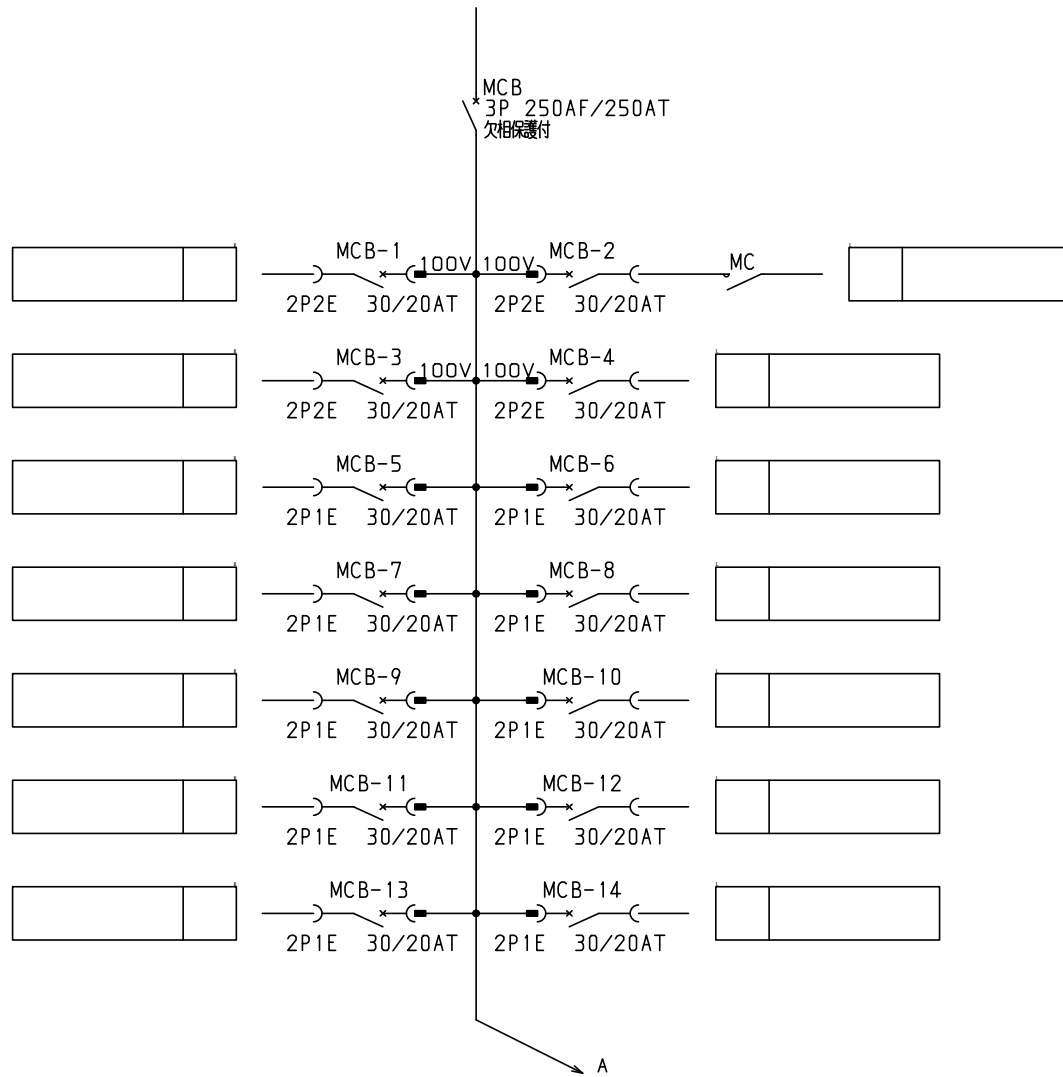 MCB
3P 250AF/250AT
欠相保護付
MCB-1 100V 100V MCB-2 MC
2P2E 30/20AT 2P2E 30/20AT
MCB-3 100V 100V MCB-4
2P2E 30/20AT 2P2E 30/20AT
MCB-5 MCB-6
2P1E 30/20AT 2P1E 30/20AT
MCB-7 MCB-8
2P1E 30/20AT 2P1E 30/20AT
MCB-9 MCB-10
2P1E 30/20AT 2P1E 30/20AT
MCB-11 MCB-12
2P1E 30/20AT 2P1E 30/20AT
MCB-13 MCB-14
2P1E 30/20AT 2P1E 30/20AT
A